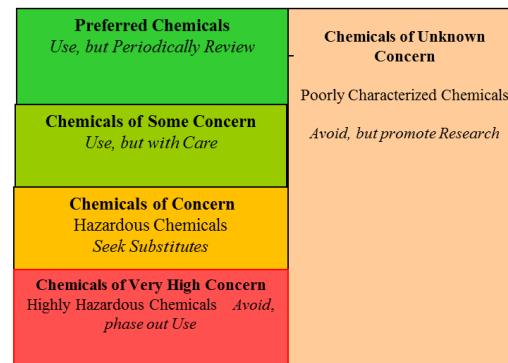 Preferred Chemicals
Use, but Periodically Review
Chemicals of Some Concern
Use, but with Care
Chemicals of Concern
Hazardous Chemicals
Seek Substitutes
Chemicals of Very High Concern
Highly Hazardous Chemicals Avoid,
phase out Use
Chemicals of Unknown
Concern
Poorly Characterized Chemicals
Avoid, but promote Research